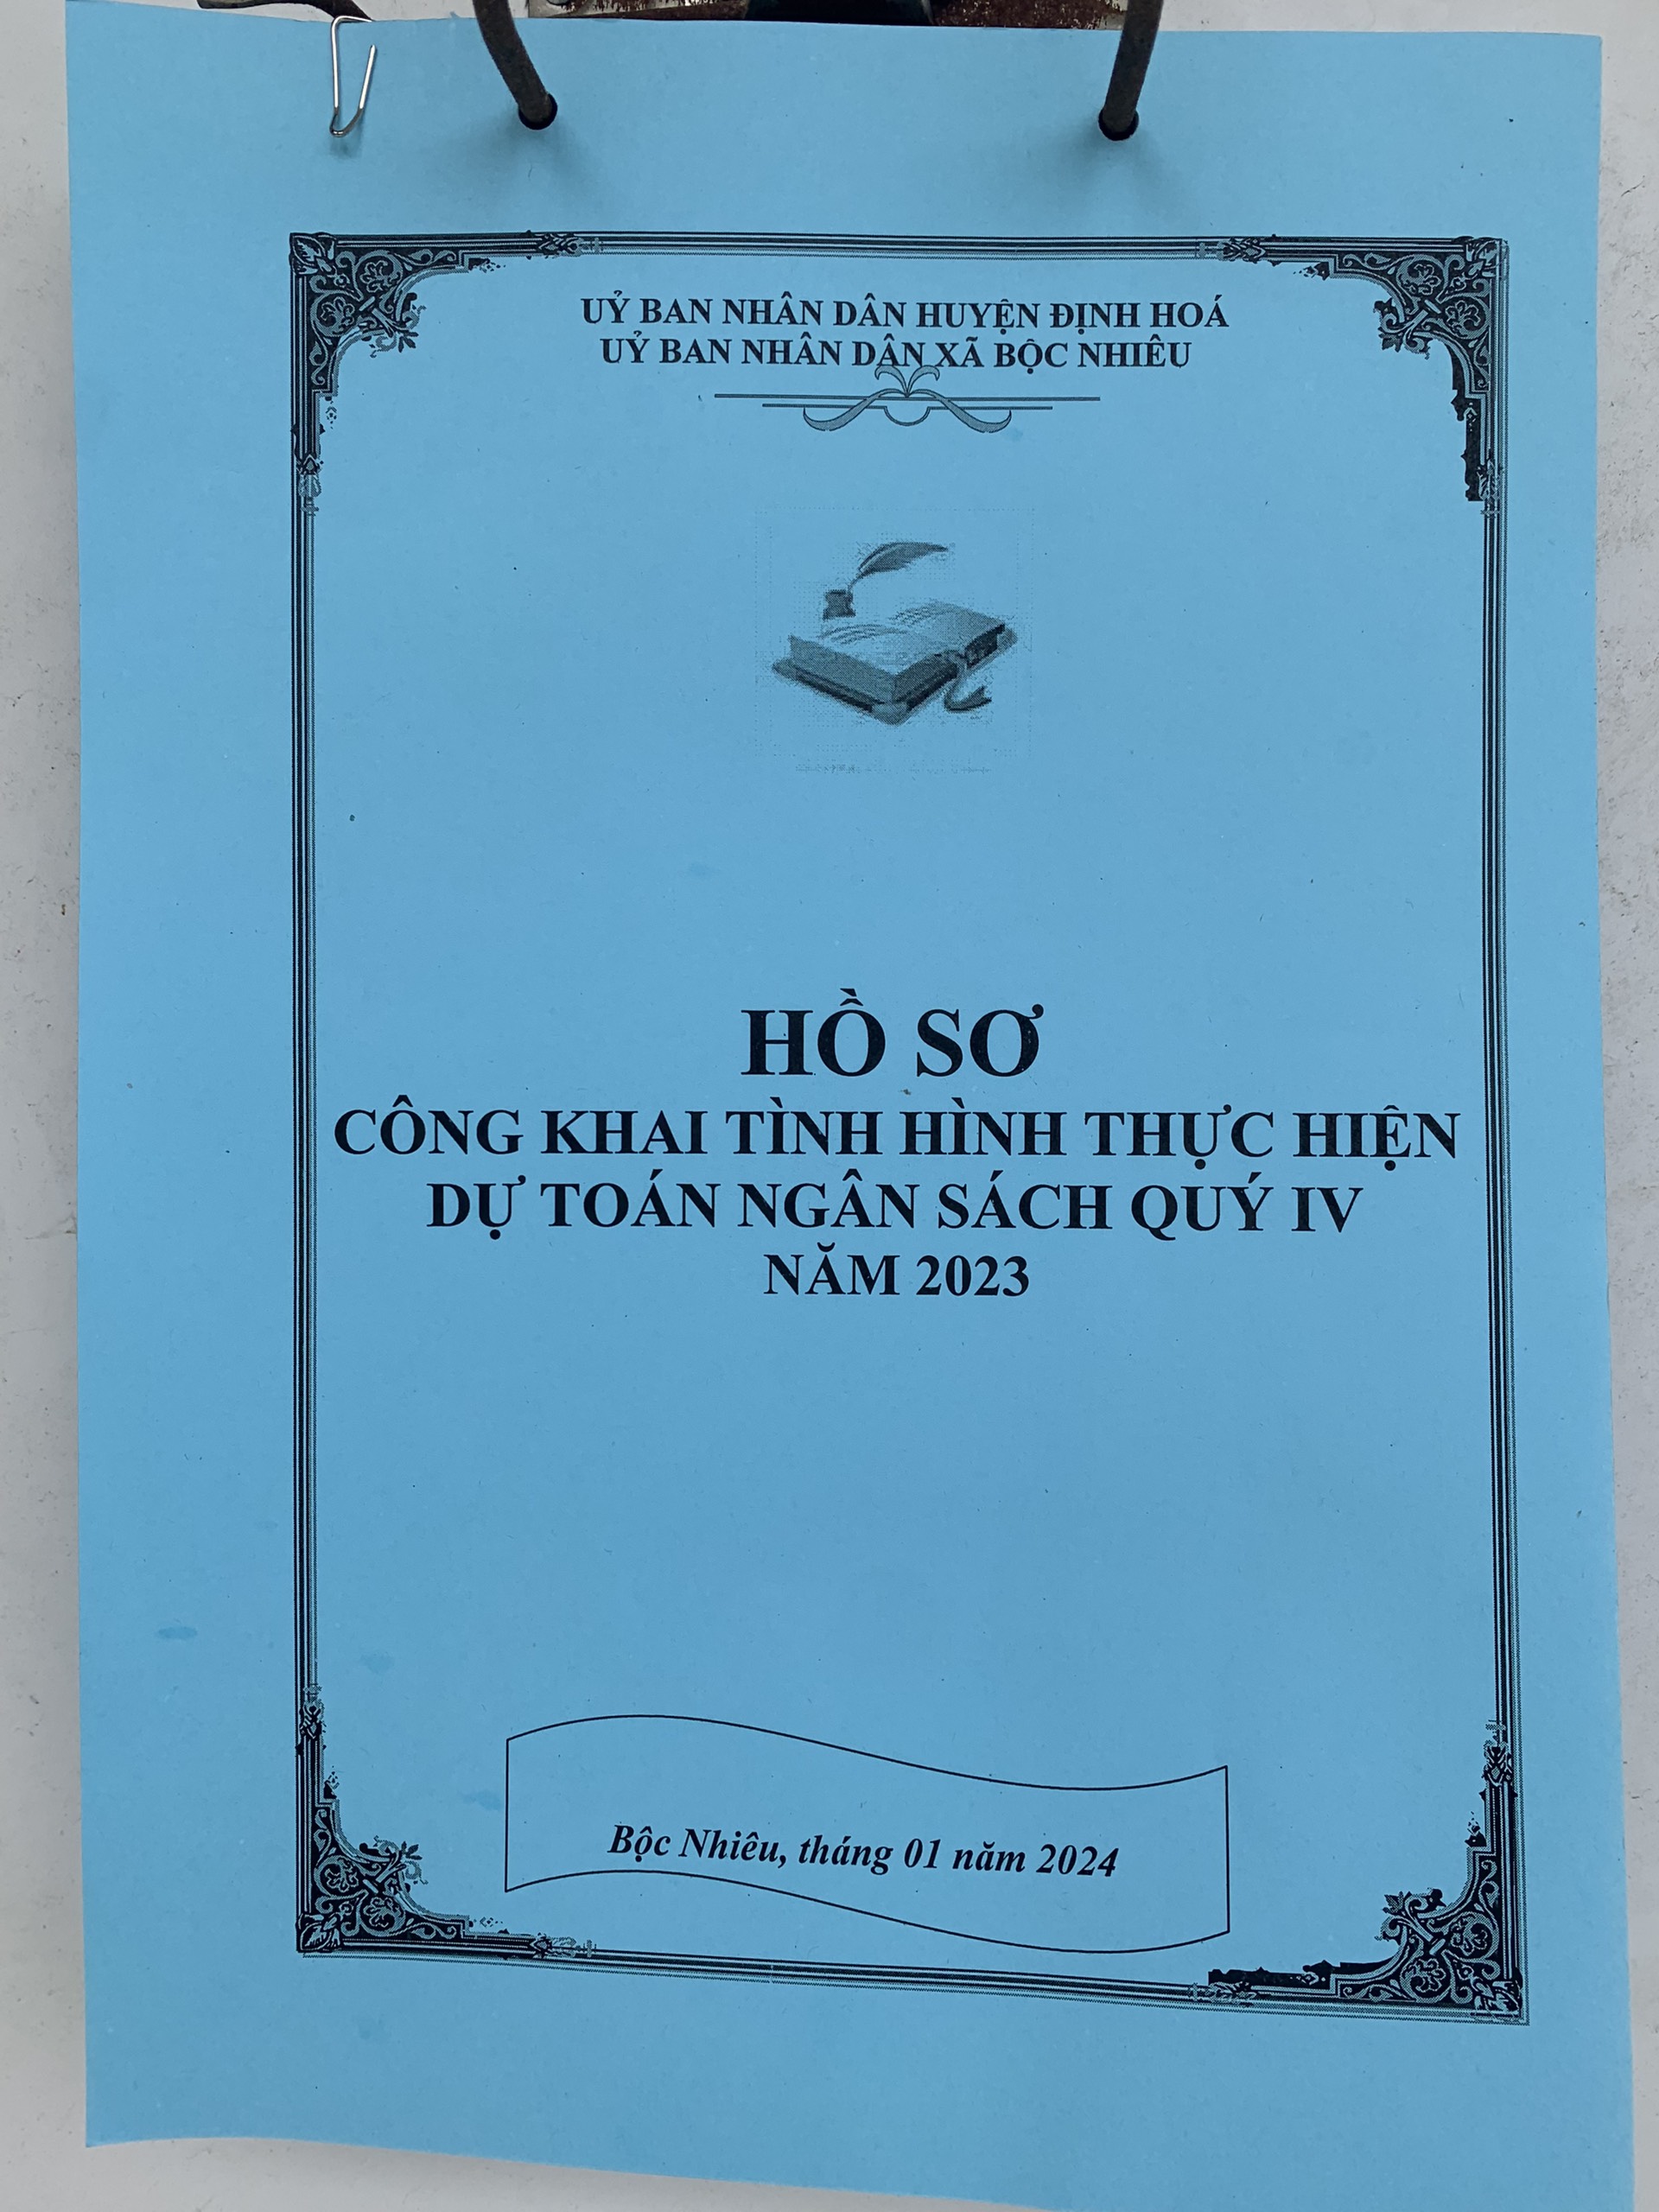 UỶ BAN NHÂN DÂN HUYỆN ĐỊNH HOÁ
UỶ BAN NHÂN DÂN XÃ BỘC NHIÊU
HỒ SƠ
CÔNG KHAI TÌNH HÌNH THỰC HIỆN
DỰ TOÁN NGÂN SÁCH QUÝ IV
NĂM 2023
Bộc Nhiêu, tháng 01 năm 2024